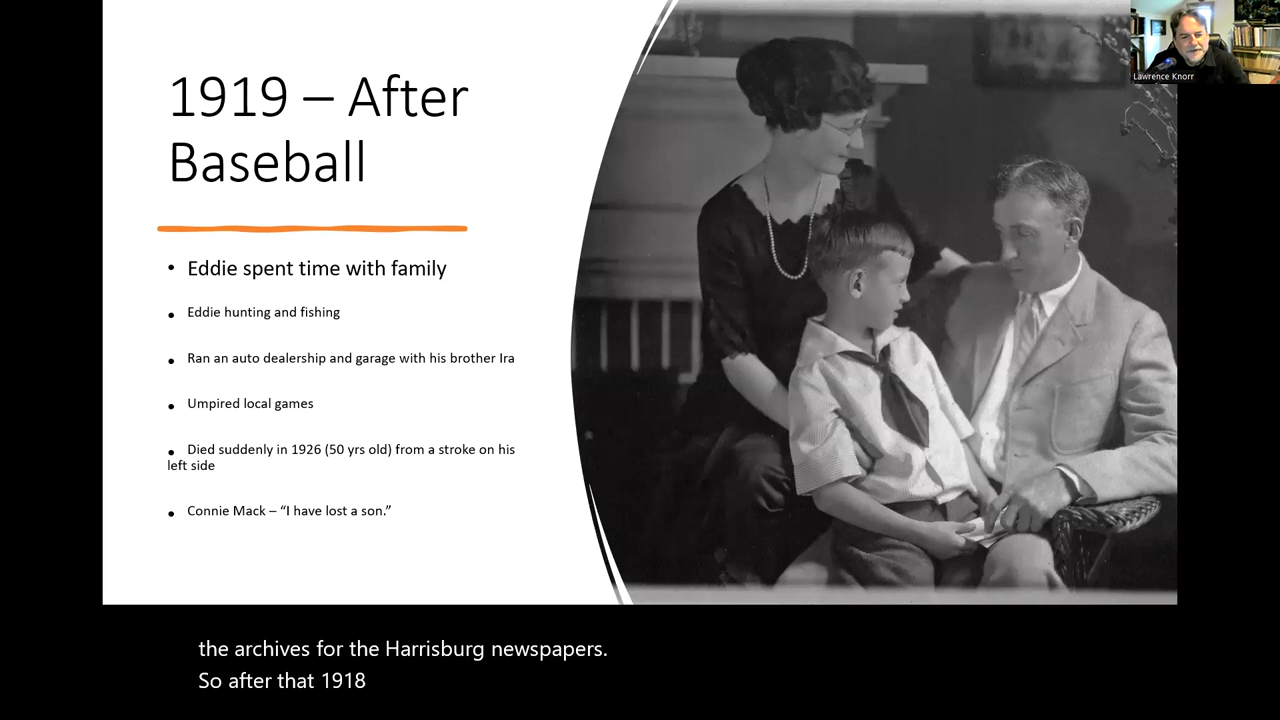 Lawrence Knorr
1919 – After
Baseball
• Eddie spent time with family
• Eddie hunting and fishing
• Ran an auto dealership and garage with his brother Ira
• Umpired local games
• Died suddenly in 1926 (50 yrs old) from a stroke on his
left side
• Connie Mack – “I have lost a son.”
the archives for the Harrisburg newspapers.
So after that 1918